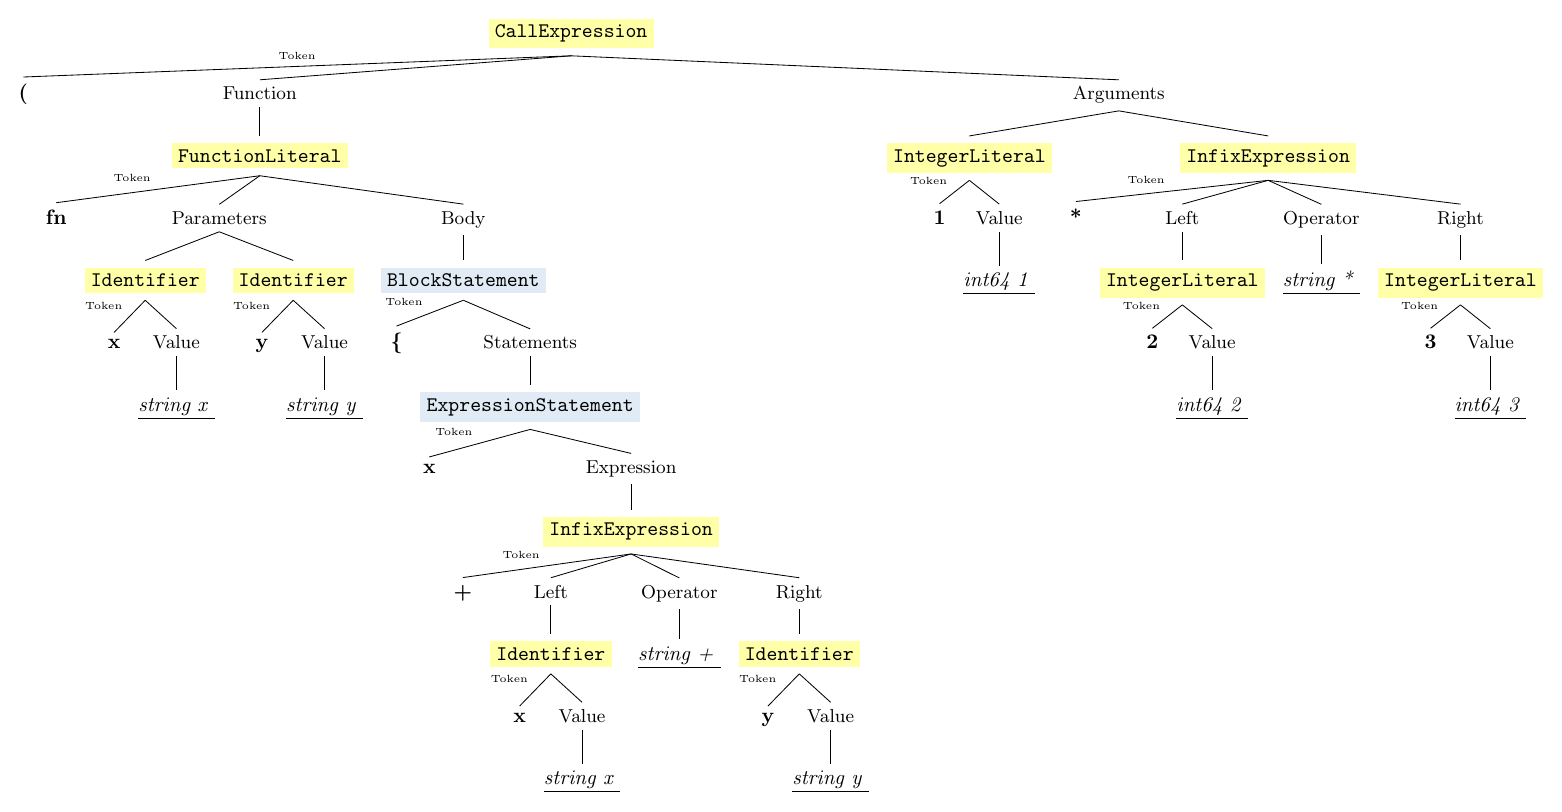 CallExpression
Token
( Function Arguments
FunctionLiteral IntegerLiteral InfixExpression
Token Token Token
fn Parameters Body 1 Value * Left Operator Right
Identifier Identifier BlockStatement int64 1 IntegerLiteral string * IntegerLiteral
Token Token Token Token Token
x Value y Value { Statements 2 Value 3 Value
string x string y ExpressionStatement int64 2 int64 3
Token
x Expression
InfixExpression
Token
+ Left Operator Right
Identifier string + Identifier
Token Token
x Value y Value
string x string y